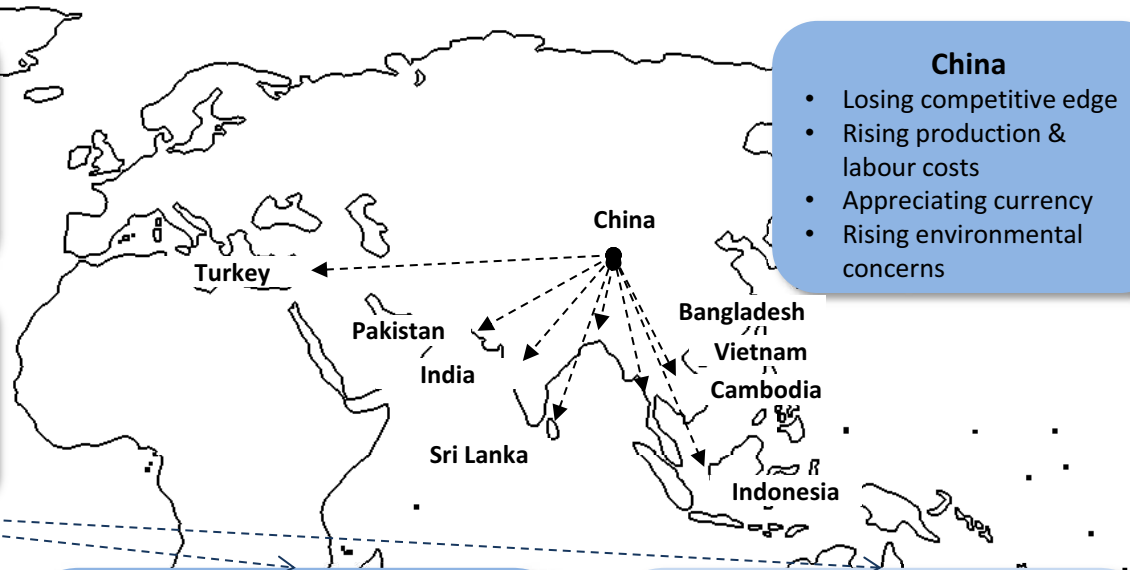 China
• Losing competitive edge
• Rising production &
labour costs
• Appreciating currency
• Rising environmental
concerns
China
Turkey
Pakistan
India
Sri Lanka
Bangladesh
Vietnam
Cambodia
Indonesia